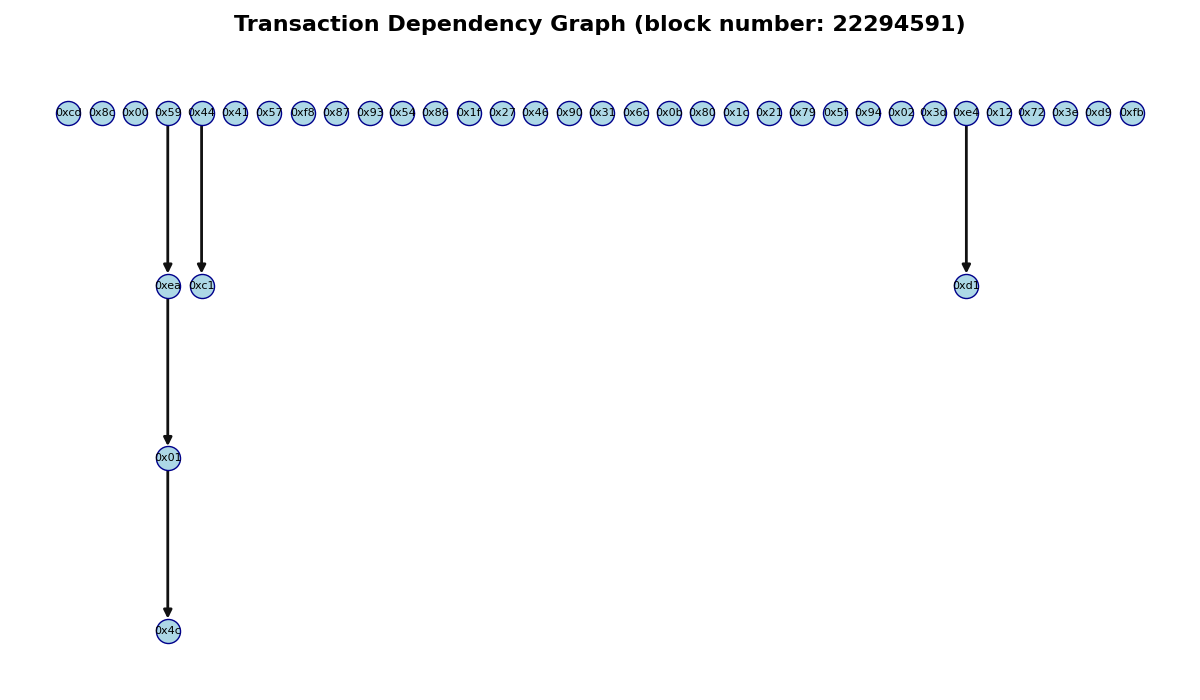 Transaction Dependency Graph (block number: 22294591)
0xcd 0x8c 0x00 0x59 0x44 0x41 0x57 0xf8 0x87 0x93 0x54 0x86 0x1f 0x27 0x46 0x90 0x31 0x6c 0x0b 0x80 0x1c 0x21 0x79 0x5f 0x94 0x02 0x3d 0xe4 0x12 0x72 0x3e 0xd9 0xfb
0xea 0xc1 0xd1
0x01
0x4c